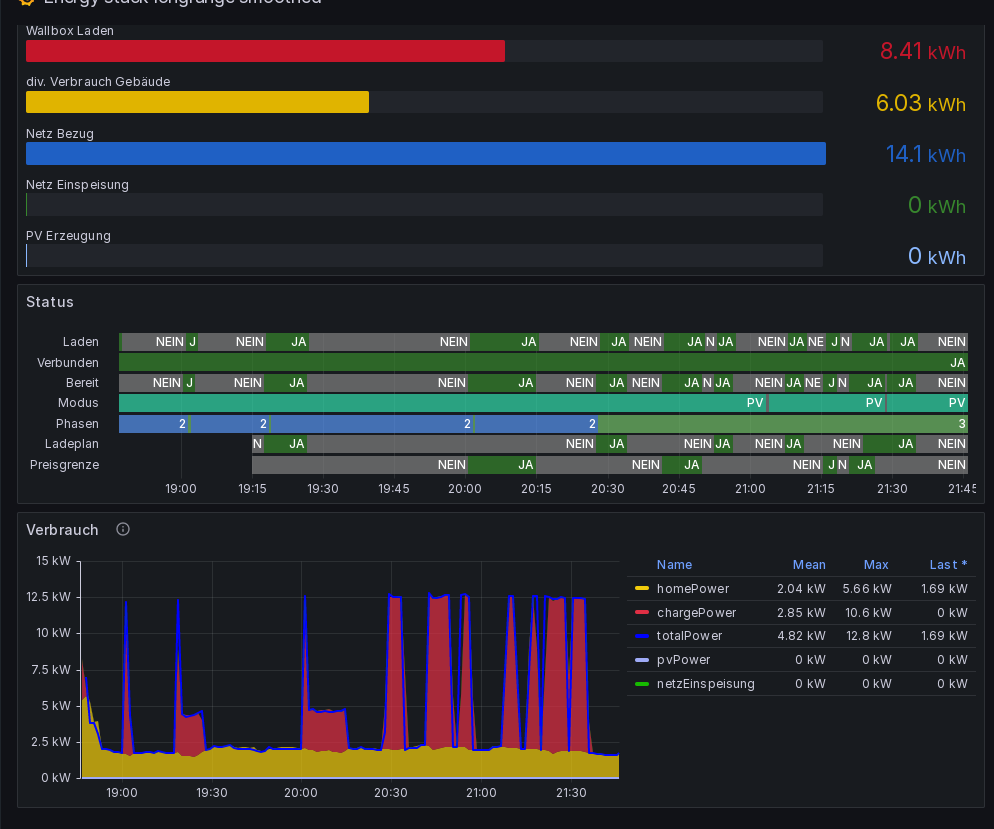 Energy stack longrange smoothed
Wallbox Laden
8.41 kWh
div. Verbrauch Gebäude
6.03 kWh
Netz Bezug
14.1 kWh
Netz Einspeisung
0 kWh
PV Erzeugung
0 kWh
Status
Laden NEIN J NEIN JA NEIN JA NEIN JA NEIN JA N JA NEIN JA NE J N JA JA NEIN
Verbunden JA
Bereit NEIN J NEIN JA NEIN JA NEIN JA NEIN JA N JA NEIN JA NE J N JA JA NEIN
Modus PV PV PV
Phasen 2 2 2 2 3
Ladeplan N JA NEIN JA NEIN JA NEIN JA NEIN JA NEIN
Preisgrenze NEIN JA NEIN JA NEIN J N JA NEIN
19:00 19:15 19:30 19:45 20:00 20:15 20:30 20:45 21:00 21:15 21:30 21:45
Verbrauch
15 kW
12.5 kW
10 kW
7.5 kW
5 kW
2.5 kW
0 kW
19:00 19:30 20:00 20:30 21:00 21:30
Name Mean Max Last *
homePower 2.04 kW 5.66 kW 1.69 kW
chargePower 2.85 kW 10.6 kW 0 kW
totalPower 4.82 kW 12.8 kW 1.69 kW
pvPower 0 kW 0 kW 0 kW
netzEinspeisung 0 kW 0 kW 0 kW